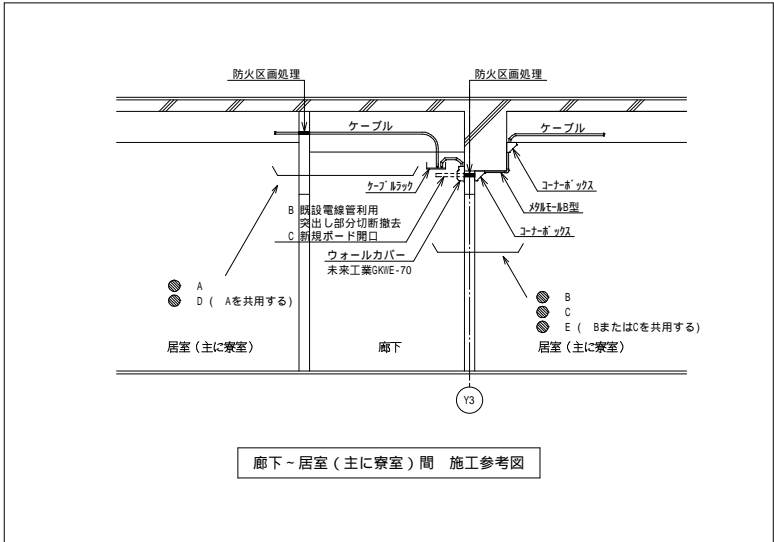 防火区画処理
防火区画処理
ケーブル
ケーブル
ケーブルラック
コーナーボックス
B 既設電線管利用
突出し部分切断撤去
C 新規ボード開口
メタルモールB型
コーナーボックス
ウォールカバー
未来工業GKWE-70
A
D ( Aを共用する)
B
C
E ( BまたはCを共用する)
居室(主に寮室)
廊下
居室(主に寮室)
Y3
廊下~居室(主に寮室)間 施工参考図